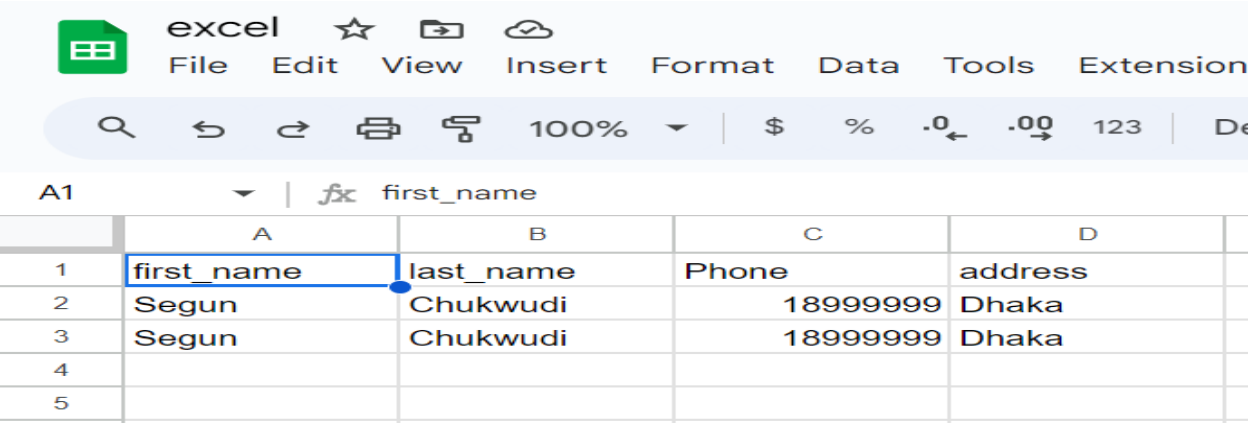 excel
File Edit View Insert Format Data Tools Extension
100% $ % .0 .00 123 De
A1 fx first_name
A B C D
1 first_name last_name Phone address
2 Segun Chukwudi 18999999 Dhaka
3 Segun Chukwudi 18999999 Dhaka
4
5